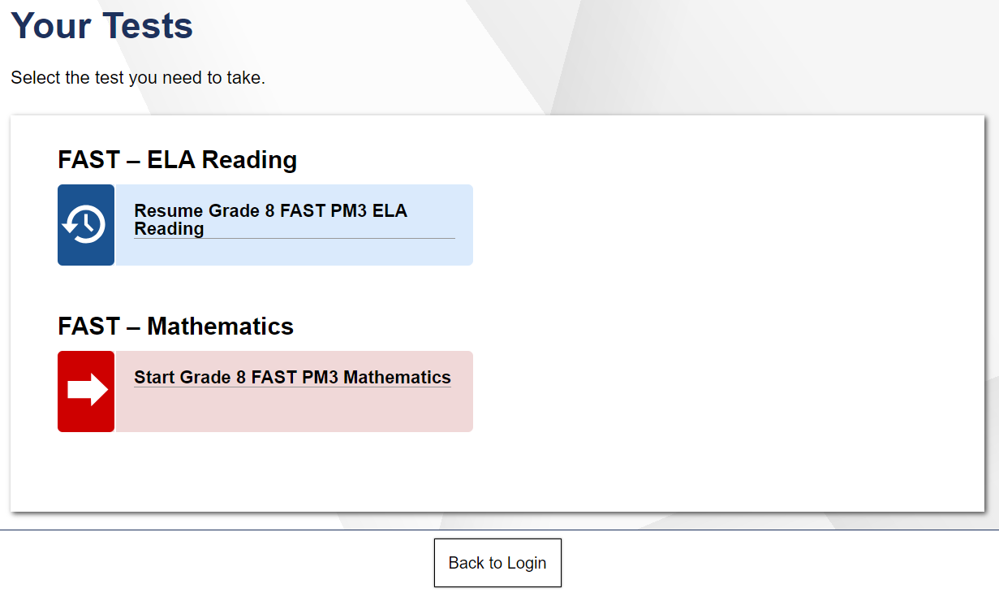 Your Tests
Select the test you need to take.
FAST – ELA Reading
Resume Grade 8 FAST PM3 ELA
Reading
FAST – Mathematics
Start Grade 8 FAST PM3 Mathematics
Back to Login